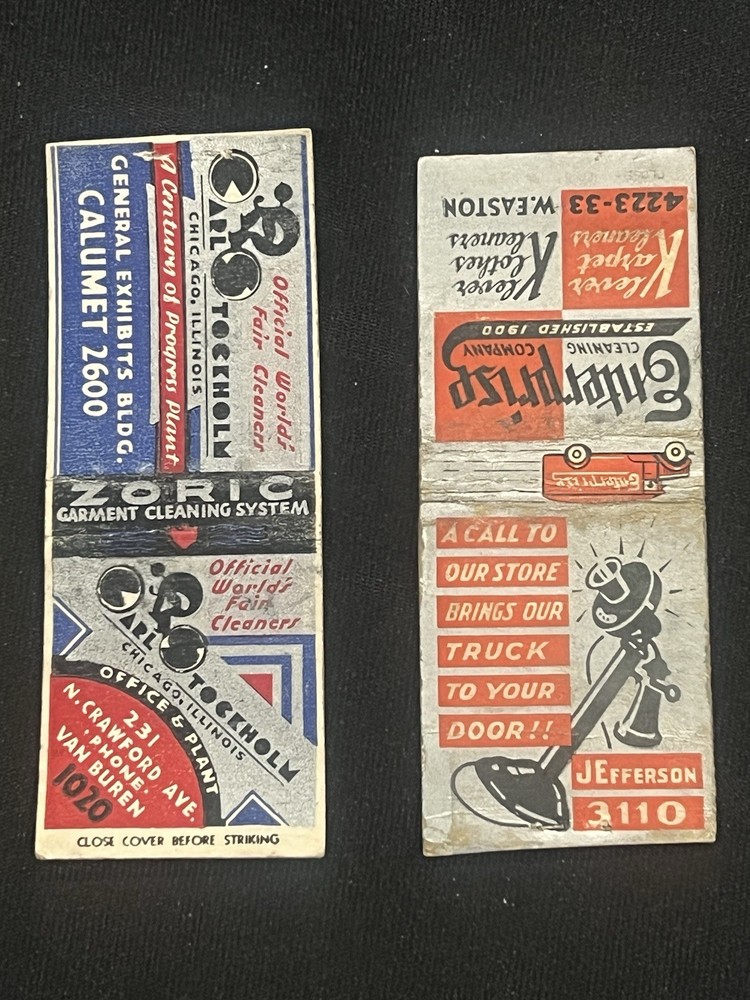 GENERAL EXHIBITS BLDG.
CALUMET 2600
A Century of Progress Plant
CARL STOCKHOLM
CHICAGO, ILLINOIS
Official World's
Fair Cleaners
ZORIC
GARMENT CLEANING SYSTEM
Official
World's
Fair
Cleaners
CARL STOCKHOLM
CHICAGO, ILLINOIS
OFFICE & PLANT
231
N. CRAWFORD AVE.
PHONE.
VAN BUREN
1020
CLOSE COVER BEFORE STRIKING
Enterprise
CLEANING
COMPANY
ESTABLISHED 1900
Klever
Karpet
Kleaners
Klever
Klothes
Kleaners
4223-33 W. EASTON
Enterprise
A CALL TO
OUR STORE
BRINGS OUR
TRUCK
TO YOUR
DOOR!!
JEFFERSON
3110